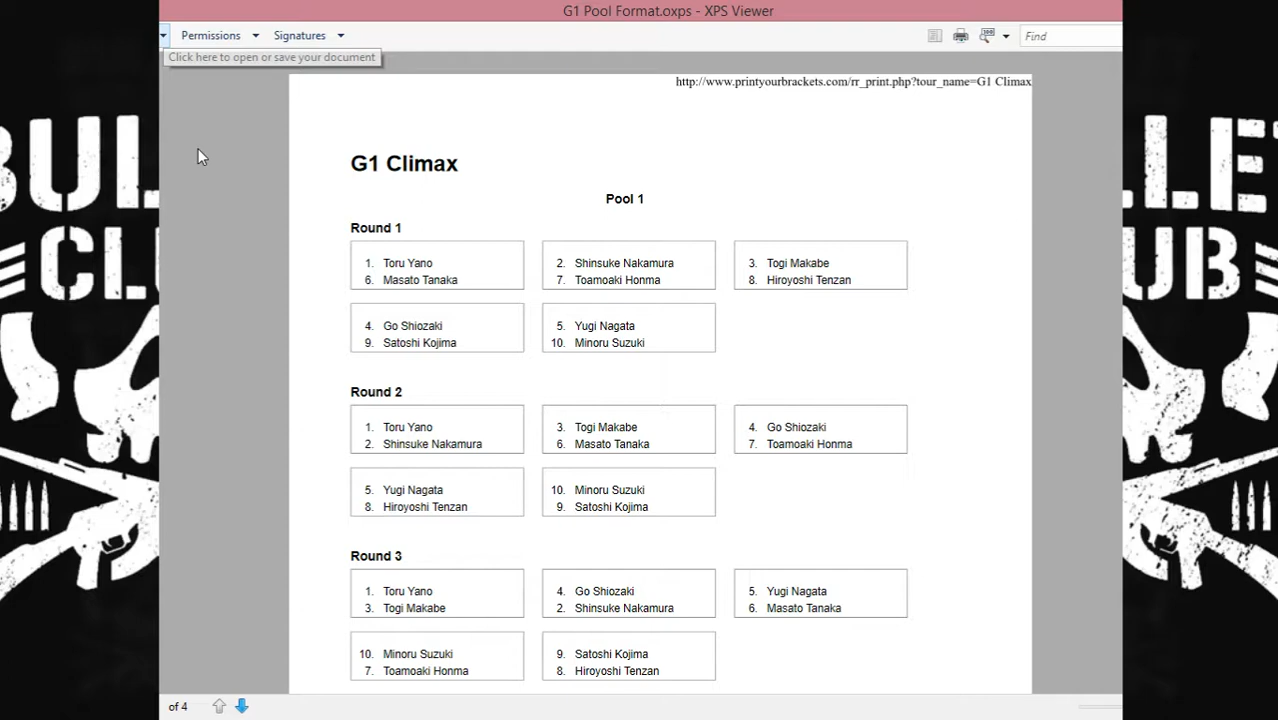 G1 Pool Format.oxps - XPS Viewer
Permissions Signatures Find
Click here to open or save your document
http://www.printyourbrackets.com/rr_print.php?tour_name=G1 Climax
G1 Climax
Pool 1
Round 1
1. Toru Yano
6. Masato Tanaka
2. Shinsuke Nakamura
7. Toamoaki Honma
3. Togi Makabe
8. Hiroyoshi Tenzan
4. Go Shiozaki
9. Satoshi Kojima
5. Yugi Nagata
10. Minoru Suzuki
Round 2
1. Toru Yano
2. Shinsuke Nakamura
3. Togi Makabe
6. Masato Tanaka
4. Go Shiozaki
7. Toamoaki Honma
5. Yugi Nagata
8. Hiroyoshi Tenzan
10. Minoru Suzuki
9. Satoshi Kojima
Round 3
1. Toru Yano
3. Togi Makabe
4. Go Shiozaki
2. Shinsuke Nakamura
5. Yugi Nagata
6. Masato Tanaka
10. Minoru Suzuki
7. Toamoaki Honma
9. Satoshi Kojima
8. Hiroyoshi Tenzan
of 4
BUL
CL
LLE
UB